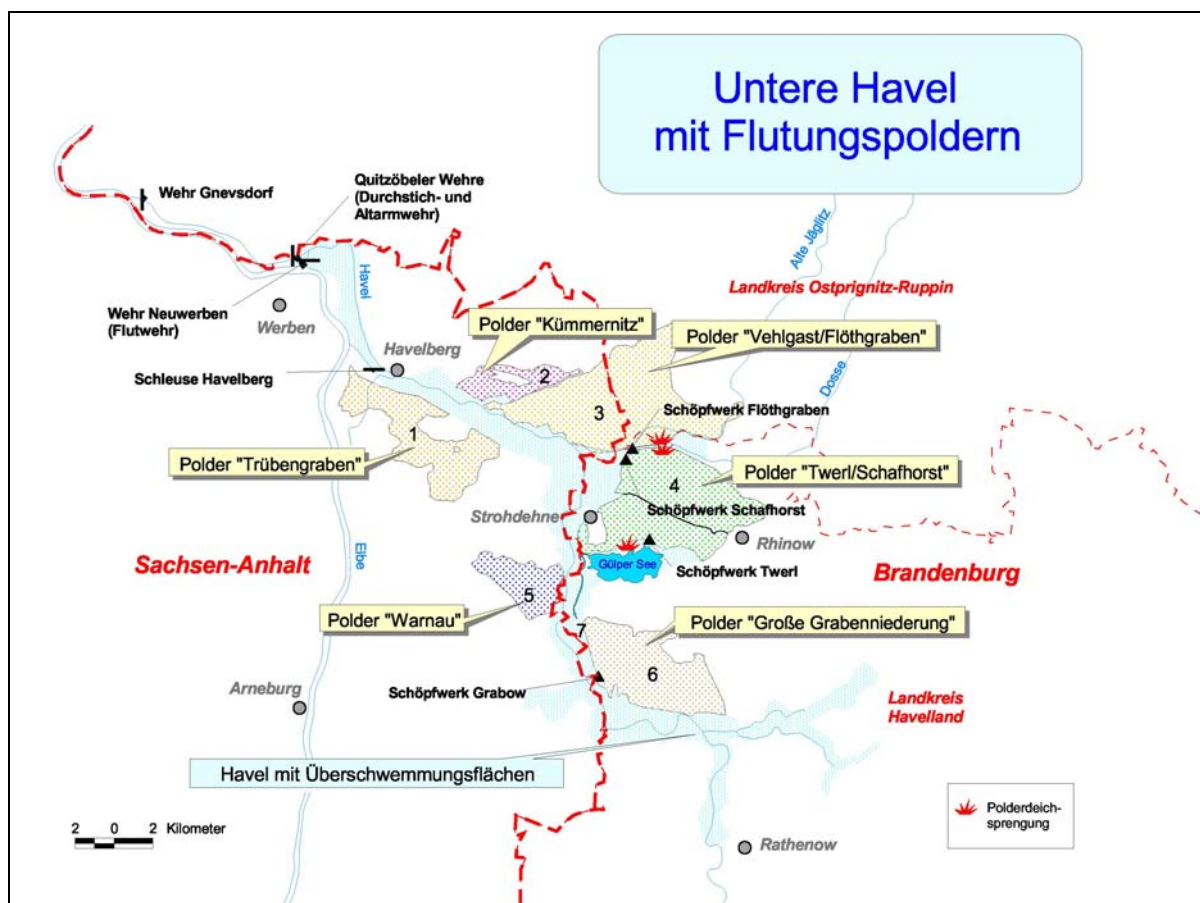 Untere Havel
mit Flutungspoldern
Wehr Gnevsdorf
Quitzöbeler Wehre
(Durchstich- und
Altarmwehr)
Alte Jäglitz
Landkreis Ostprignitz-Ruppin
Havel
Wehr Neuwerben
(Flutwehr)
Werben
Polder "Kümmernitz"
Polder "Vehlgast/Flöthgraben"
Havelberg
Dosse
Schleuse Havelberg
2
3
Schöpfwerk Flöthgraben
1
Polder "Trübengraben"
Polder "Twerl/Schafhorst"
4
Schöpfwerk Schafhorst
Strohdehne
Rhinow
Elbe
Sachsen-Anhalt
Gülper See
Schöpfwerk Twerl
Brandenburg
5
Polder "Warnau"
Polder "Große Grabenniederung"
7
6
Schöpfwerk Grabow
Arneburg
Landkreis
Havelland
Havel mit Überschwemmungsflächen
2 0 2 Kilometer
Polderdeich-
sprengung
Rathenow